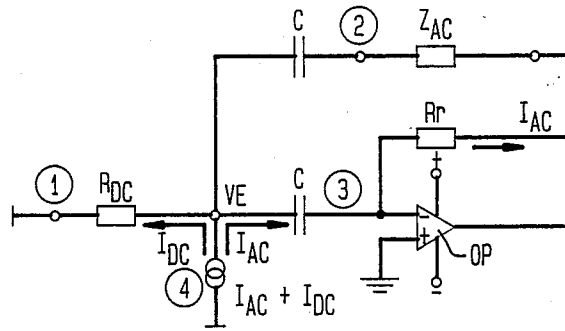 C
2
Z_AC
Rr
I_AC
+
1
R_DC
VE
C
3
-
+
OP
I_DC
I_AC
4
I_AC + I_DC
-